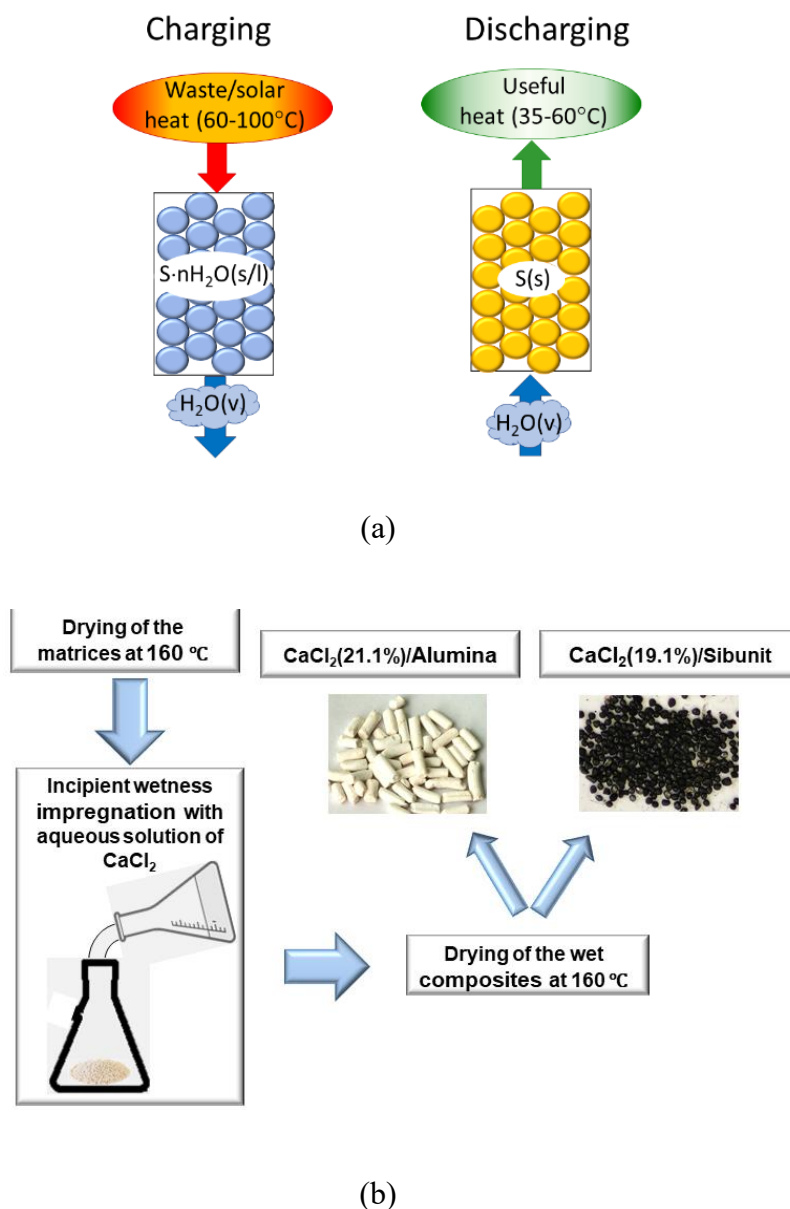 Charging
Discharging
Waste/solar
heat (60-100°C)
Useful
heat (35-60°C)
S·nH₂O(s/l)
S(s)
H₂O(v)
H₂O(v)
(a)
Drying of the
matrices at 160 ℃
CaCl₂(21.1%)/Alumina
CaCl₂(19.1%)/Sibunit
Incipient wetness
impregnation with
aqueous solution of
CaCl₂
Drying of the wet
composites at 160 ℃
(b)